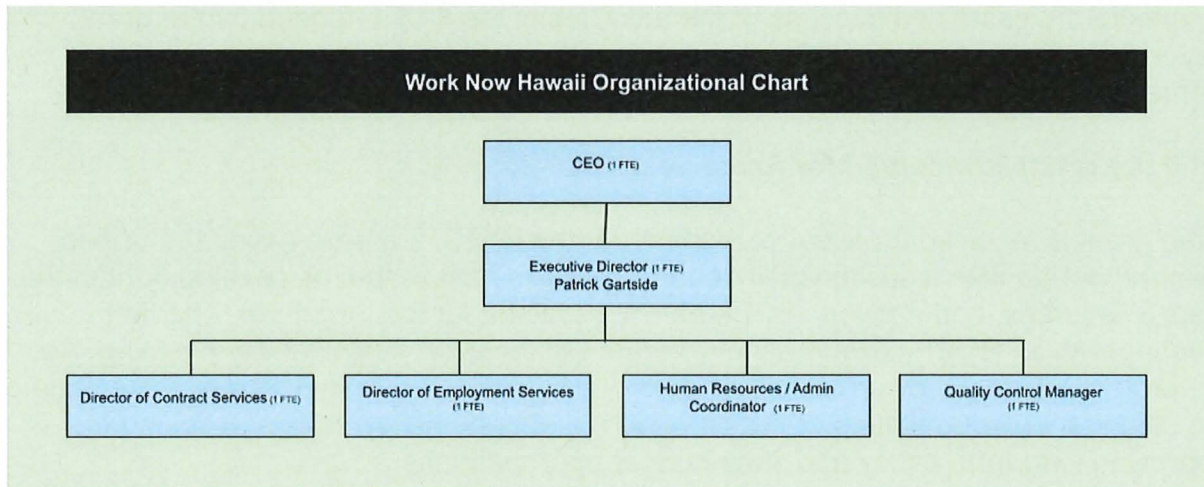 Work Now Hawaii Organizational Chart
CEO (1 FTE)
Executive Director (1 FTE)
Patrick Gartside
Director of Contract Services (1 FTE)
Director of Employment Services
(1 FTE)
Human Resources / Admin
Coordinator (1 FTE)
Quality Control Manager
(1 FTE)